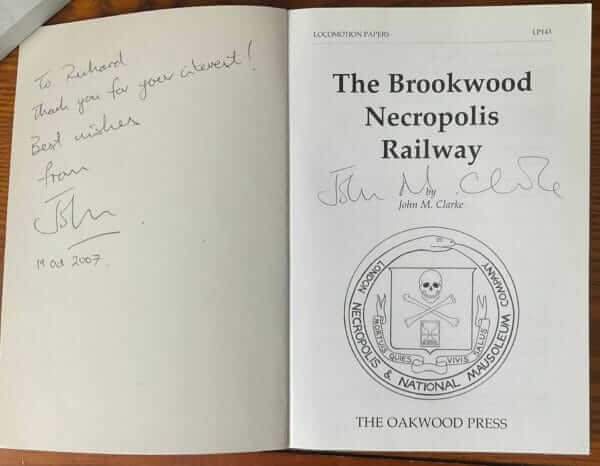 To Richard
Thank you for your interest!
Best wishes
from
John
19 Oct 2007.
LOCOMOTION PAPERS LP143
The Brookwood
Necropolis
Railway
John M. Clarke
by
John M. Clarke
LONDON NECROPOLIS & NATIONAL MAUSOLEUM COMPANY
MORTUIS QUIES VIVIS SALUS
THE OAKWOOD PRESS